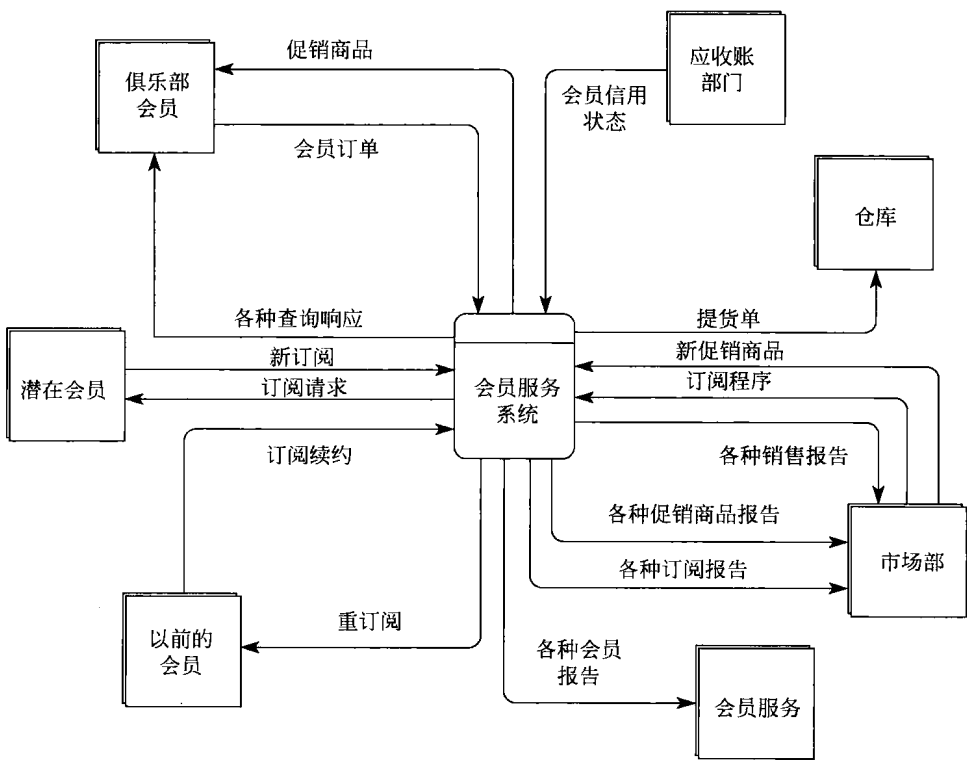 促销商品
应收账
部门
俱乐部
会员
会员信用
状态
会员订单
仓库
各种查询响应
提货单
新订阅
新促销商品
潜在会员
订阅请求
会员服务
系统
订阅程序
订阅续约
各种销售报告
各种促销商品报告
各种订阅报告
市场部
重订阅
以前的
会员
各种会员
报告
会员服务